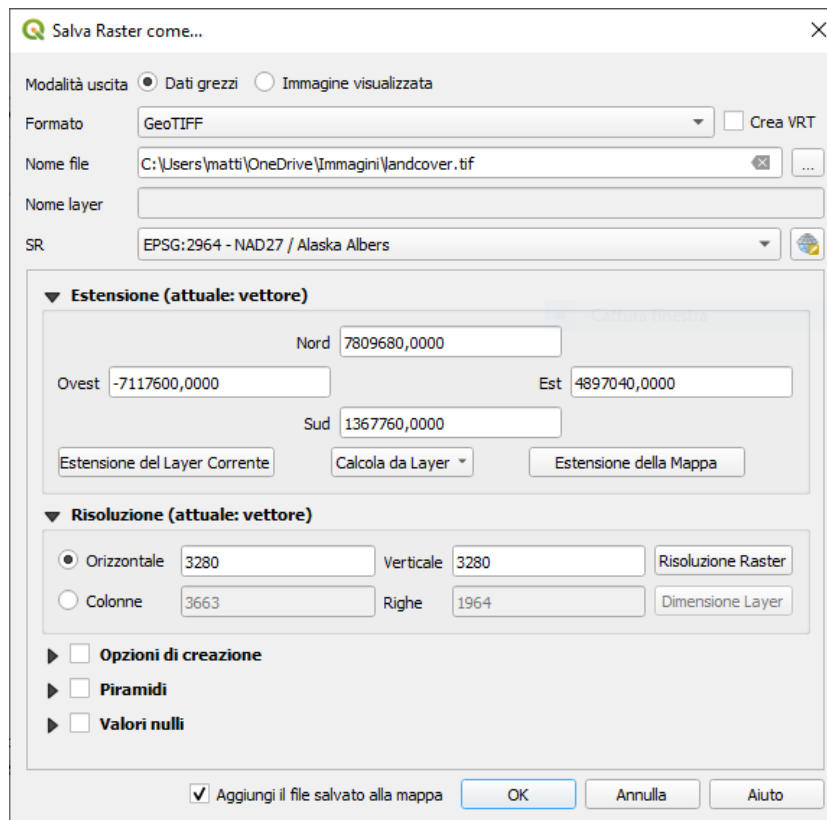 Salva Raster come...
Modalità uscita Dati grezzi Immagine visualizzata
Formato GeoTIFF Crea VRT
Nome file C:\Users\matti\OneDrive\Immagini\landcover.tif ...
Nome layer
SR EPSG:2964 - NAD27 / Alaska Albers
Estensione (attuale: vettore)
Cattura finestra
Nord 7809680,0000
Ovest -7117600,0000 Est 4897040,0000
Sud 1367760,0000
Estensione del Layer Corrente Calcola da Layer Estensione della Mappa
Risoluzione (attuale: vettore)
Orizzontale 3280 Verticale 3280 Risoluzione Raster
Colonne 3663 Righe 1964 Dimensione Layer
Opzioni di creazione
Piramidi
Valori nulli
Aggiungi il file salvato alla mappa OK Annulla Aiuto